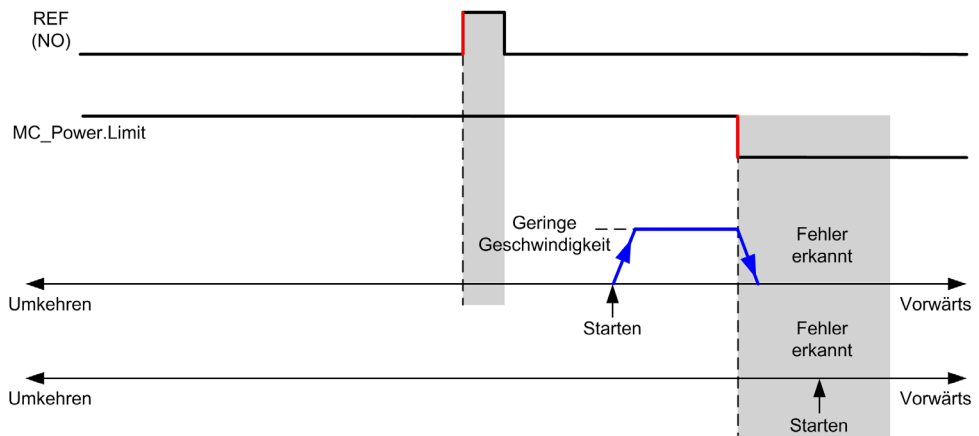 REF
(NO)
MC_Power.Limit
Geringe
Geschwindigkeit
Fehler
erkannt
Umkehren
Vorwärts
Starten
Fehler
erkannt
Umkehren
Vorwärts
Starten